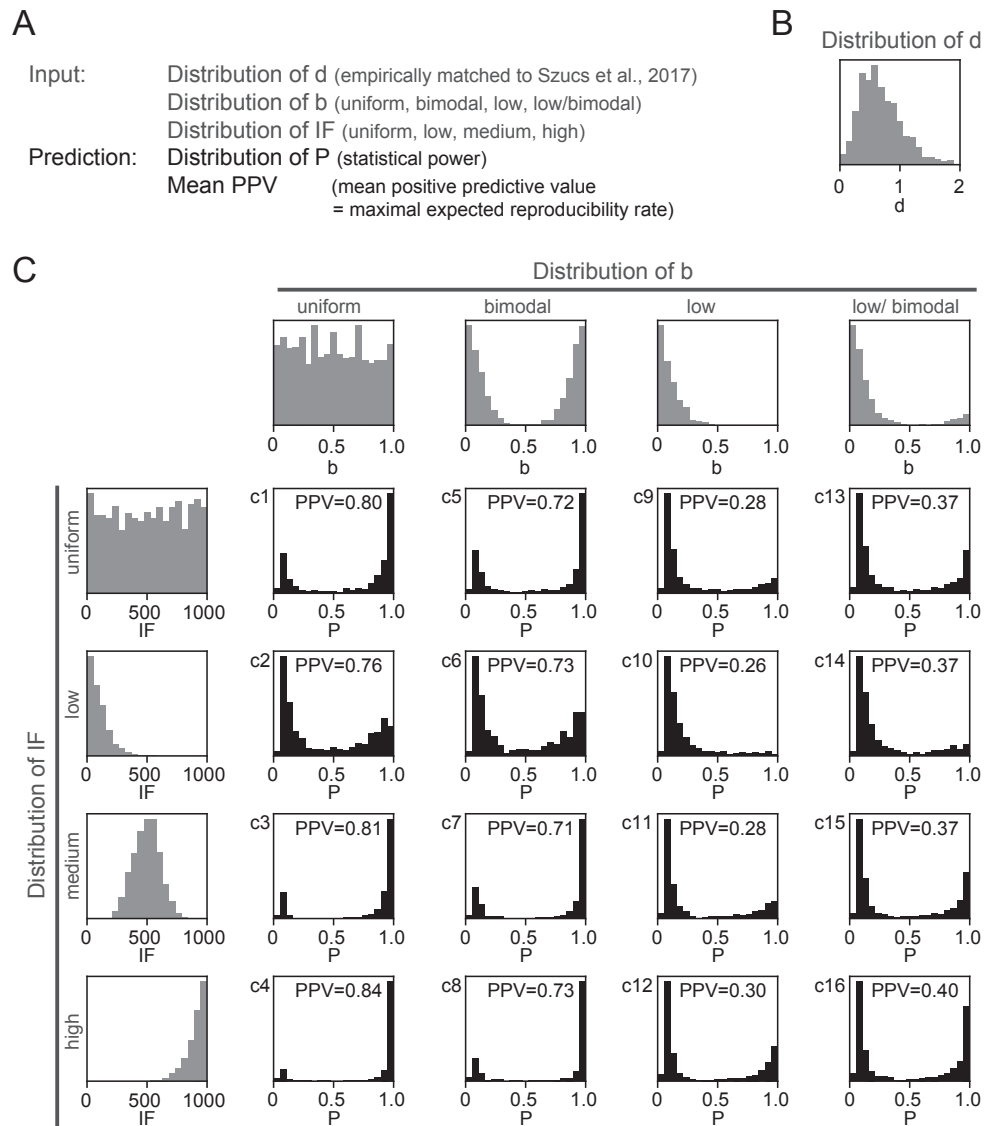 A
Input: Distribution of d (empirically matched to Szucs et al., 2017)
Distribution of b (uniform, bimodal, low, low/bimodal)
Distribution of IF (uniform, low, medium, high)
Prediction: Distribution of P (statistical power)
Mean PPV (mean positive predictive value
= maximal expected reproducibility rate)
B
Distribution of d
0 1 2
d
C
Distribution of b
uniform bimodal low low/ bimodal
0 0.5 1.0 0 0.5 1.0 0 0.5 1.0 0 0.5 1.0
b b b b
Distribution of IF
uniform
c1 PPV=0.80 c5 PPV=0.72 c9 PPV=0.28 c13 PPV=0.37
0 500 1000 0 0.5 1.0 0 0.5 1.0 0 0.5 1.0 0 0.5 1.0
IF P P P P
low
c2 PPV=0.76 c6 PPV=0.73 c10 PPV=0.26 c14 PPV=0.37
0 500 1000 0 0.5 1.0 0 0.5 1.0 0 0.5 1.0 0 0.5 1.0
IF P P P P
medium
c3 PPV=0.81 c7 PPV=0.71 c11 PPV=0.28 c15 PPV=0.37
0 500 1000 0 0.5 1.0 0 0.5 1.0 0 0.5 1.0 0 0.5 1.0
IF P P P P
high
c4 PPV=0.84 c8 PPV=0.73 c12 PPV=0.30 c16 PPV=0.40
0 500 1000 0 0.5 1.0 0 0.5 1.0 0 0.5 1.0 0 0.5 1.0
IF P P P P